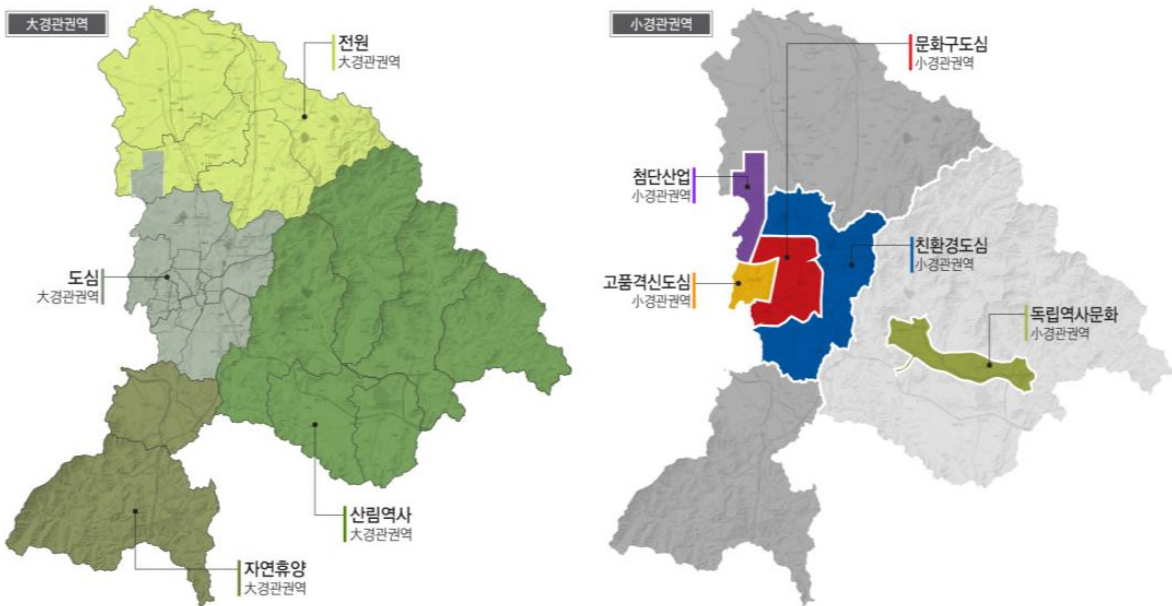 大경관권역
전원
大경관권역
도심
大경관권역
산림역사
大경관권역
자연휴양
大경관권역
小경관권역
문화구도심
小경관권역
첨단산업
小경관권역
친환경도심
小경관권역
고품격신도심
小경관권역
독립역사문화
小경관권역